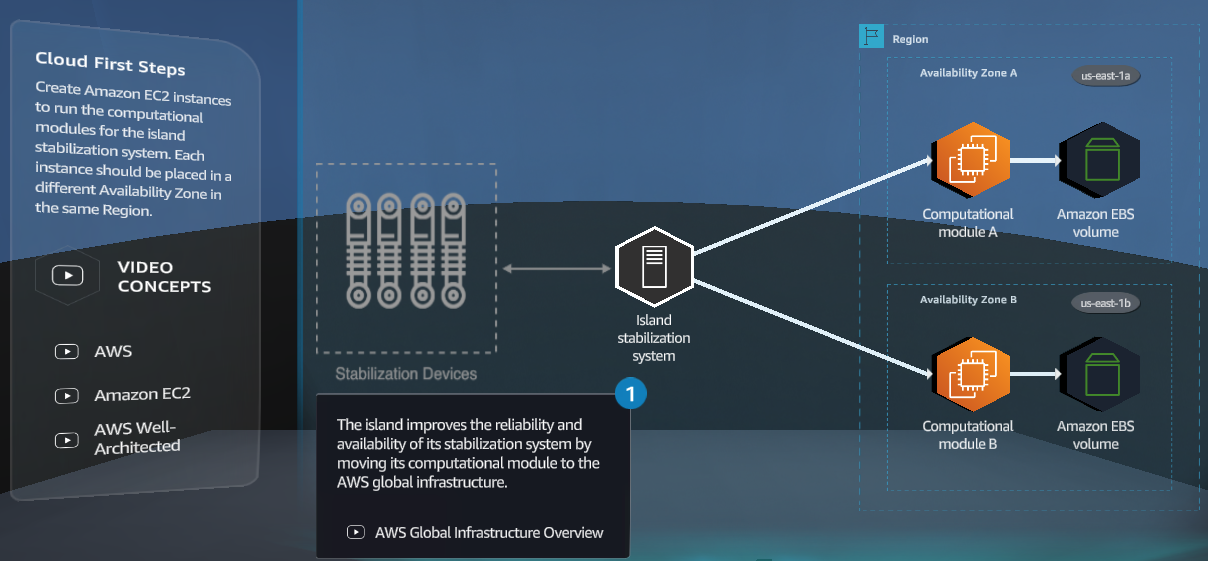 Cloud First Steps
Create Amazon EC2 instances
to run the computational
modules for the island
stabilization system. Each
instance should be placed in a
different Availability Zone in
the same Region.
VIDEO
CONCEPTS
AWS
Amazon EC2
AWS Well-
Architected
Stabilization Devices
Island
stabilization
system
1
The island improves the reliability and
availability of its stabilization system by
moving its computational module to the
AWS global infrastructure.
AWS Global Infrastructure Overview
Region
Availability Zone A
us-east-1a
Computational
module A
Amazon EBS
volume
Availability Zone B
us-east-1b
Computational
module B
Amazon EBS
volume